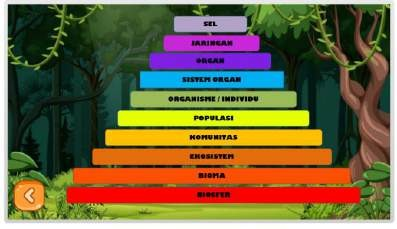 SEL
JARINGAN
ORGAN
SISTEM ORGAN
ORGANISME / INDIVIDU
POPULASI
KOMUNITAS
EKOSISTEM
BIOMA
BIOSFER